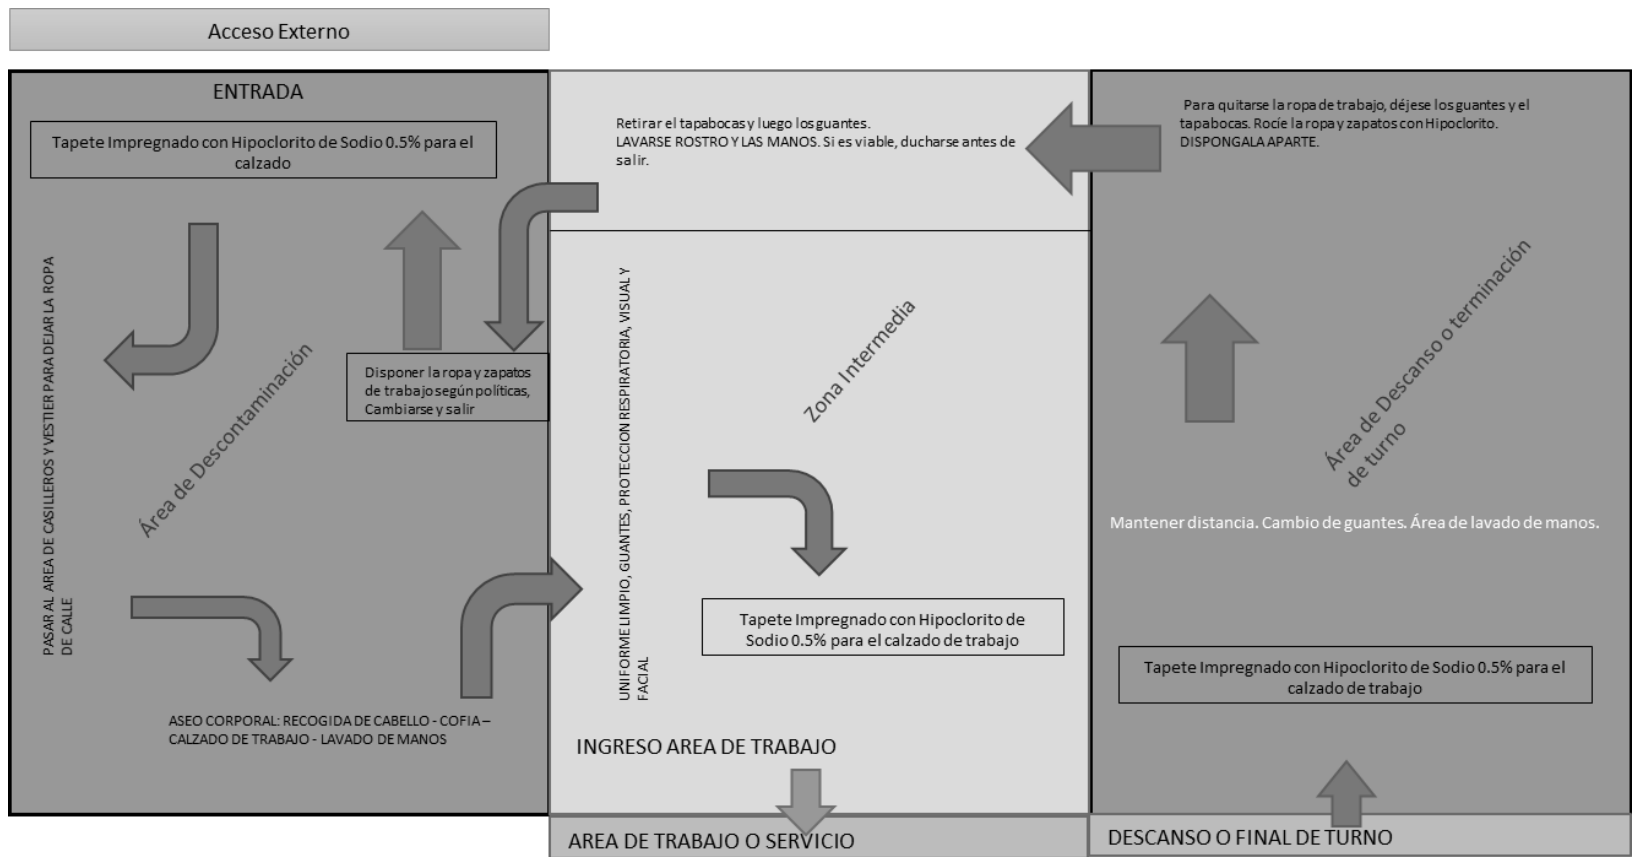 Acceso Externo
ENTRADA
Tapete Impregnado con Hipoclorito de Sodio 0.5% para el
calzado
PASAR AL AREA DE CASILLEROS Y VESTIER PARA DEJAR LA ROPA
DE CALLE
Área de Descontaminación
Disponer la ropa y zapatos
de trabajo según políticas,
Cambiarse y salir
ASEO CORPORAL: RECOGIDA DE CABELLO - COFIA –
CALZADO DE TRABAJO - LAVADO DE MANOS
Retirar el tapabocas y luego los guantes.
LAVARSE ROSTRO Y LAS MANOS. Si es viable, ducharse antes de
salir.
UNIFORME LIMPIO, GUANTES, PROTECCION RESPIRATORIA, VISUAL Y
FACIAL
Zona Intermedia
Tapete Impregnado con Hipoclorito de
Sodio 0.5% para el calzado de trabajo
INGRESO AREA DE TRABAJO
AREA DE TRABAJO O SERVICIO
Para quitarse la ropa de trabajo, déjese los guantes y el
tapabocas. Rocíe la ropa y zapatos con Hipoclorito.
DISPONGALA APARTE.
Área de Descanso o terminación
de turno
Mantener distancia. Cambio de guantes. Área de lavado de manos.
Tapete Impregnado con Hipoclorito de Sodio 0.5% para el
calzado de trabajo
DESCANSO O FINAL DE TURNO